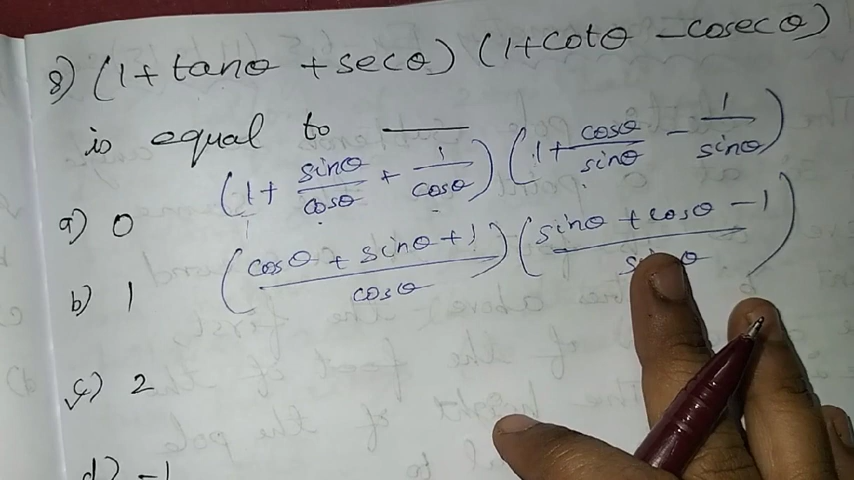 8) (1+tanθ +secθ) (1+cotθ -cosecθ)
is equal to ____
(1+ sinθ/cosθ + 1/cosθ) (1+ cosθ/sinθ - 1/sinθ)
a) 0
(cosθ + sinθ+1/cosθ) (sinθ +cosθ -1/sinθ)
b) 1
c) 2
d) -1